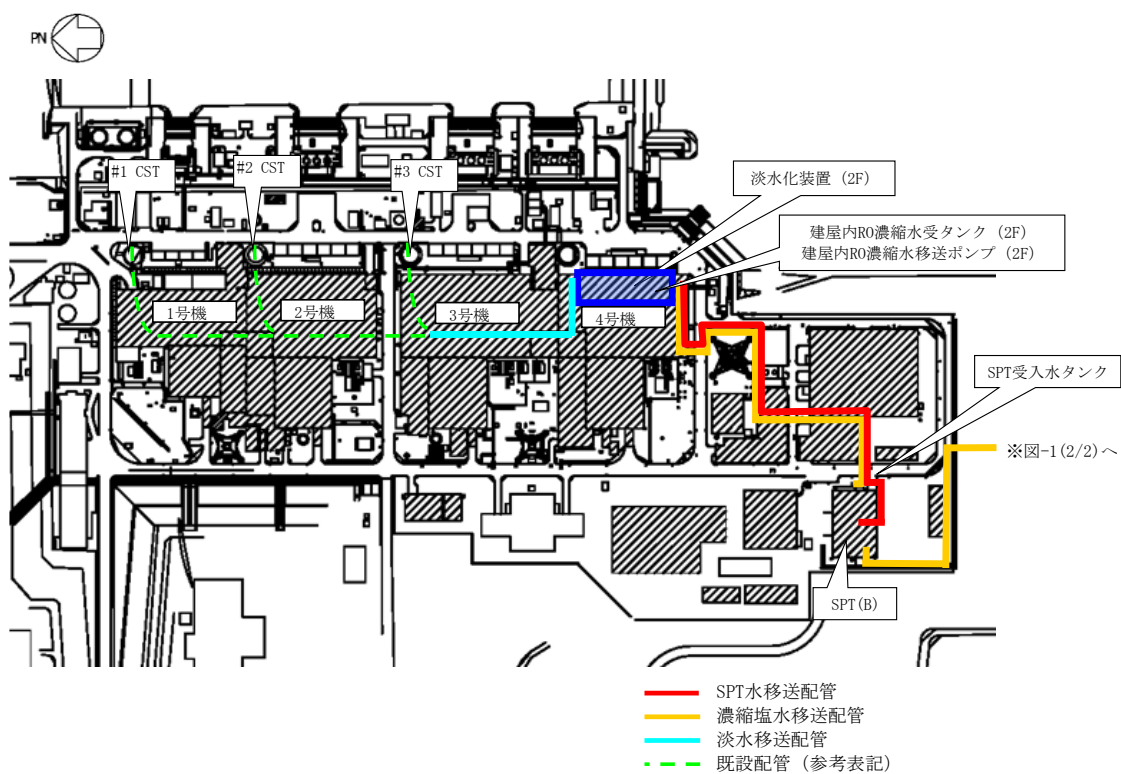 PN
#1 CST
#2 CST
#3 CST
淡水化装置 (2F)
建屋内RO濃縮水受タンク (2F)
建屋内RO濃縮水移送ポンプ (2F)
1号機
2号機
3号機
4号機
SPT受入水タンク
※図-1(2/2)へ
SPT(B)
SPT水移送配管
濃縮塩水移送配管
淡水移送配管
既設配管 (参考表記)